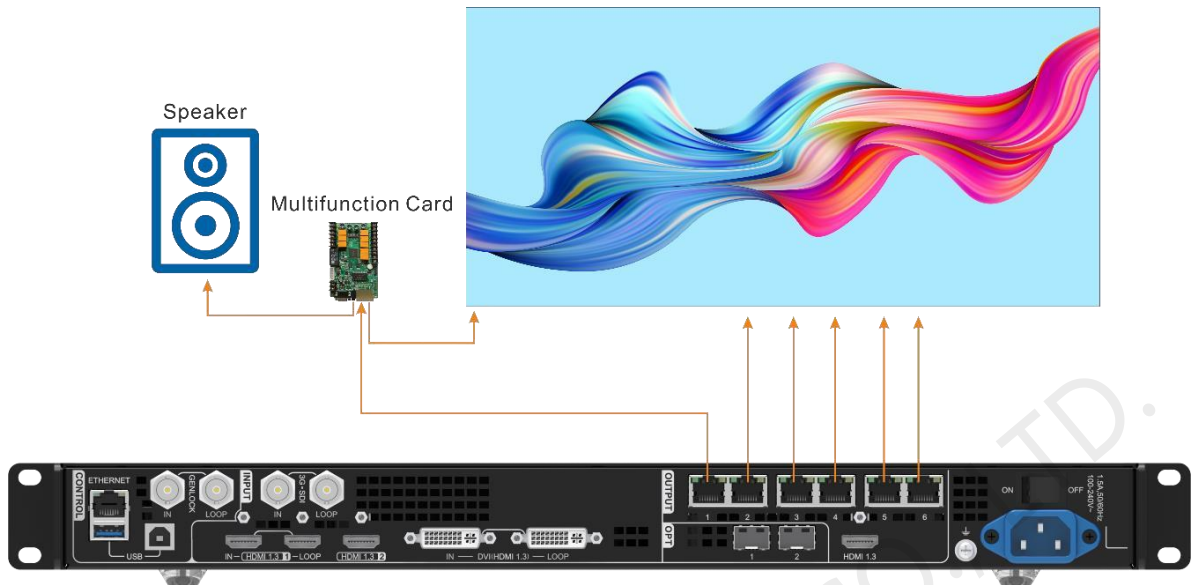 Speaker
Multifunction Card
CONTROL
ETHERNET
USB
GENLOCK
IN
LOOP
INPUT
3G-SDI
IN
LOOP
IN
HDMI 1.3 1
LOOP
HDMI 1.3 2
IN — DVI(HDMI 1.3) — LOOP
OUTPUT
1
2
3
4
5
6
OPT
1
2
HDMI 1.3
ON
OFF
1.5A,50/60Hz
100-240V~
TO.,LTD.